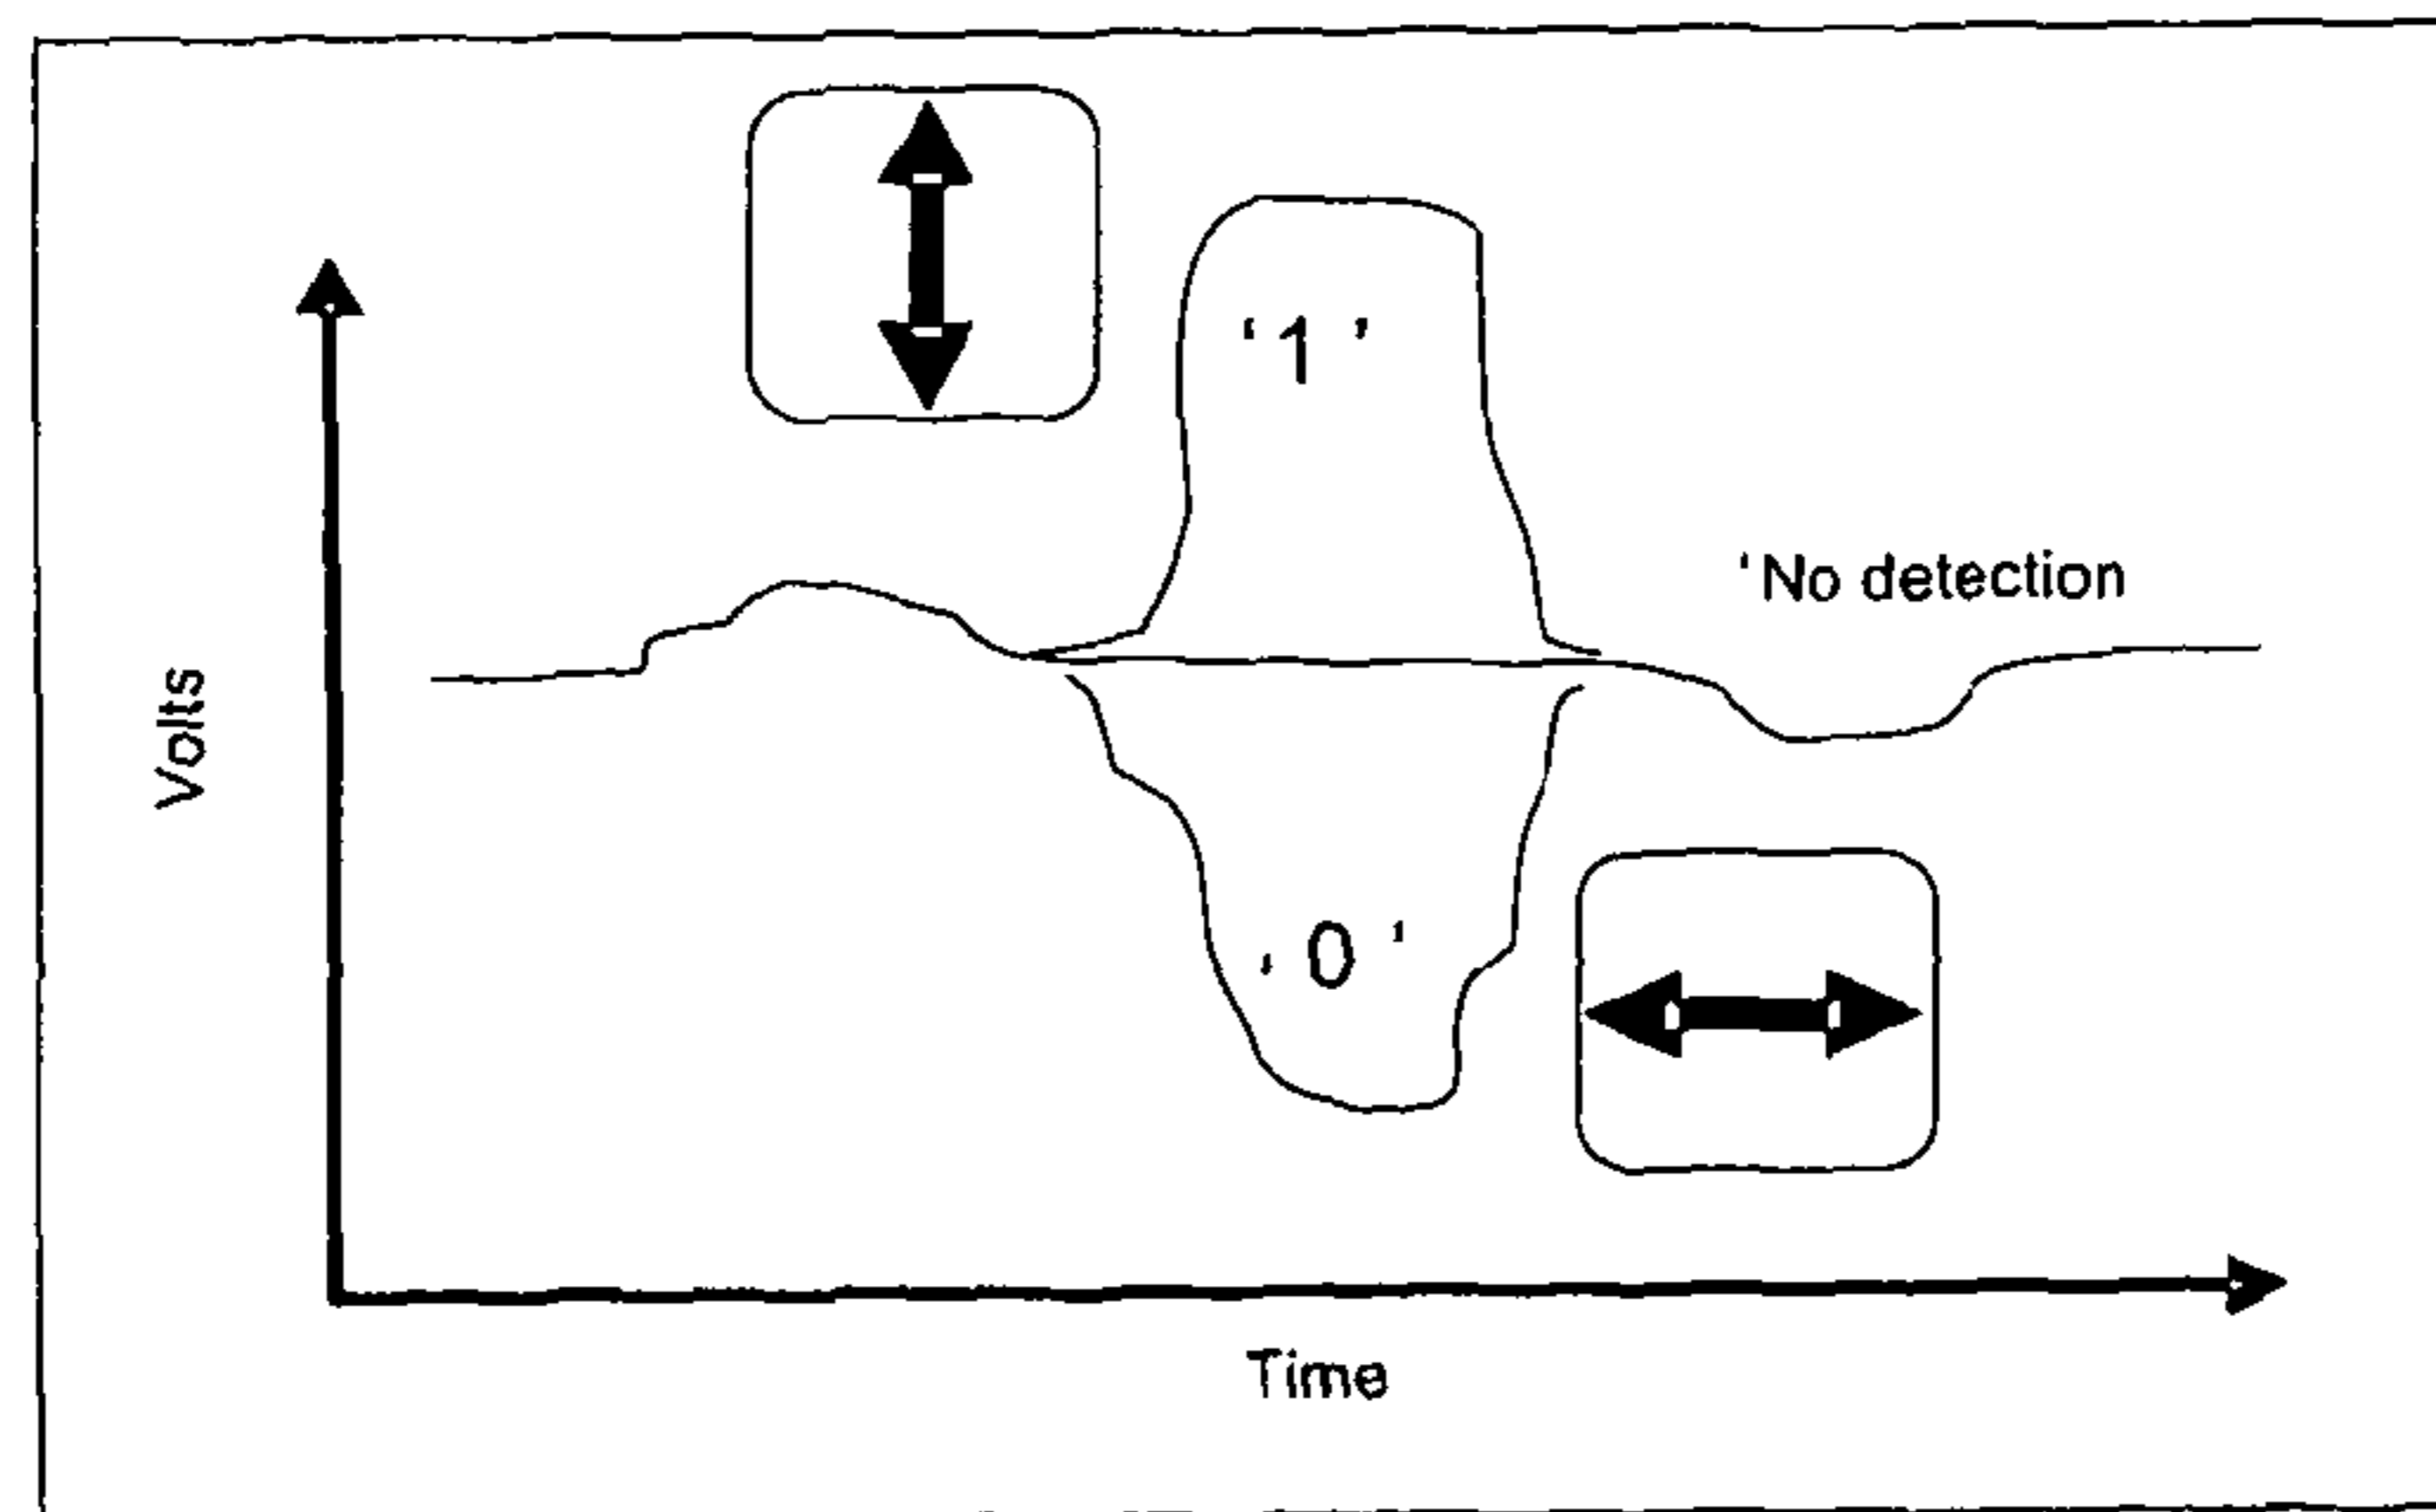 ‘1’
‘No detection
Volts
‘0’
Time